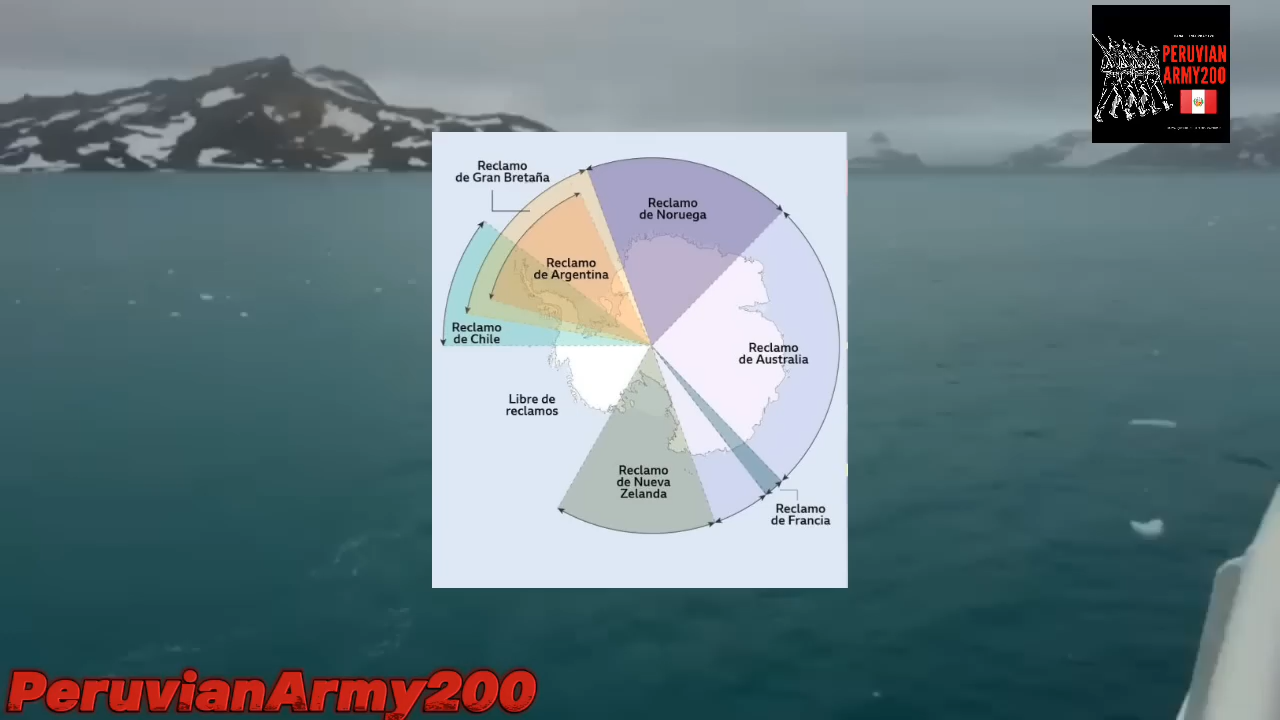 PERUVIAN
ARMY200
Reclamo
de Gran Bretaña
Reclamo
de Noruega
Reclamo
de Argentina
Reclamo
de Chile
Reclamo
de Australia
Libre de
reclamos
Reclamo
de Nueva
Zelanda
Reclamo
de Francia
PeruvianArmy200